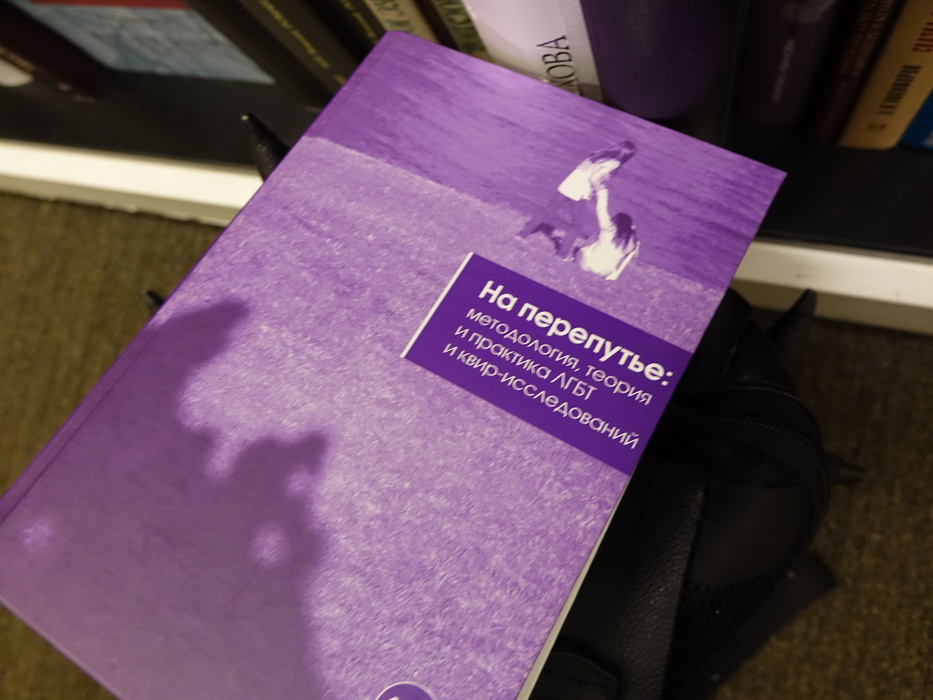 На перепутье:
методология, теория
и практика ЛГБТ
и квир-исследований